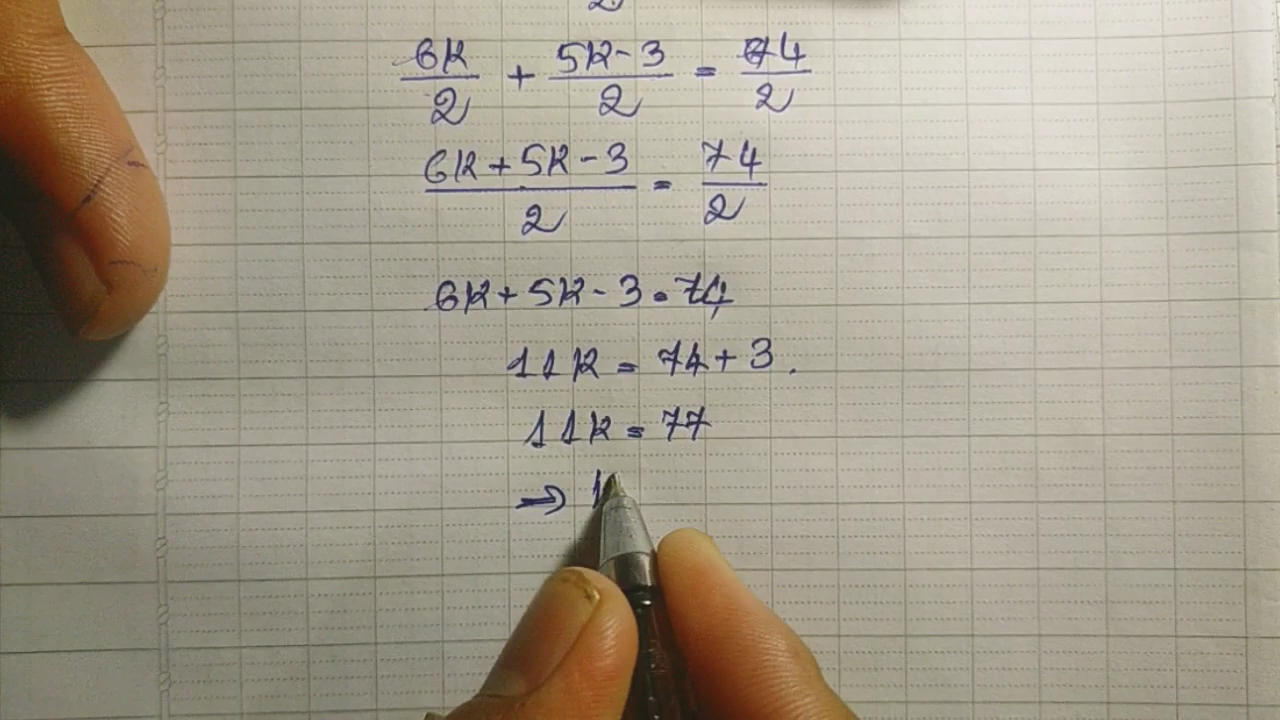 2
6k/2 + 5k-3/2 = 74/2
6k+5k-3/2 = 74/2
6k+5k-3=74
11k = 74+3.
11k = 77
⇒